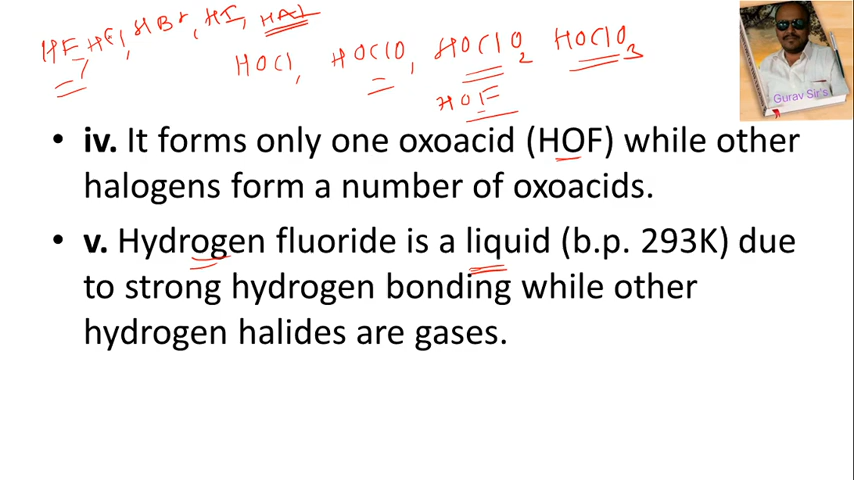 HF, HCl, HBr, HI, HAt
HOCl, HOClO, HOClO2 HOClO3
HOF
Gurav Sir's
• iv. It forms only one oxoacid (HOF) while other
halogens form a number of oxoacids.
• v. Hydrogen fluoride is a liquid (b.p. 293K) due
to strong hydrogen bonding while other
hydrogen halides are gases.